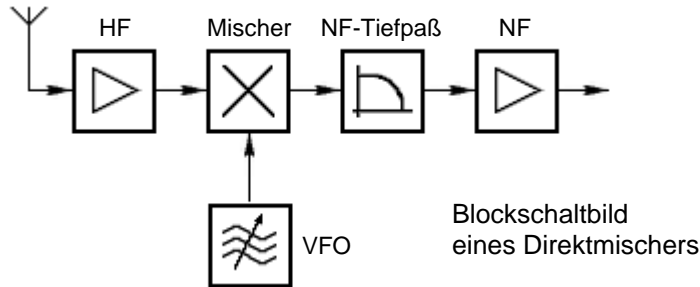 HF
Mischer
NF-Tiefpaß
NF
VFO
Blockschaltbild
eines Direktmischers